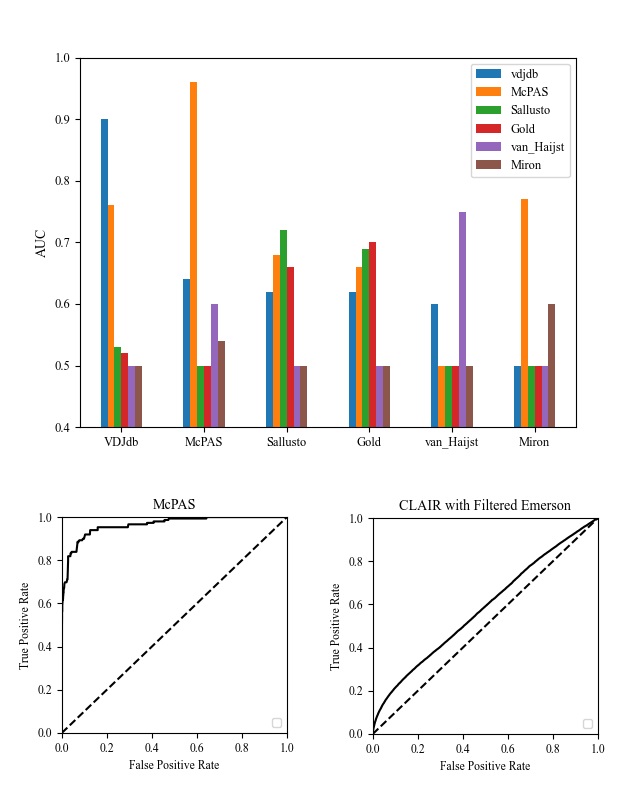 1.0
0.9
0.8
0.7
0.6
0.5
0.4
AUC
vdjdb
McPAS
Sallusto
Gold
van_Haijst
Miron
VDJdb McPAS Sallusto Gold van_Haijst Miron
McPAS
1.0
0.8
0.6
0.4
0.2
0.0
True Positive Rate
0.0 0.2 0.4 0.6 0.8 1.0
False Positive Rate
CLAIR with Filtered Emerson
1.0
0.8
0.6
0.4
0.2
0.0
True Positive Rate
0.0 0.2 0.4 0.6 0.8 1.0
False Positive Rate